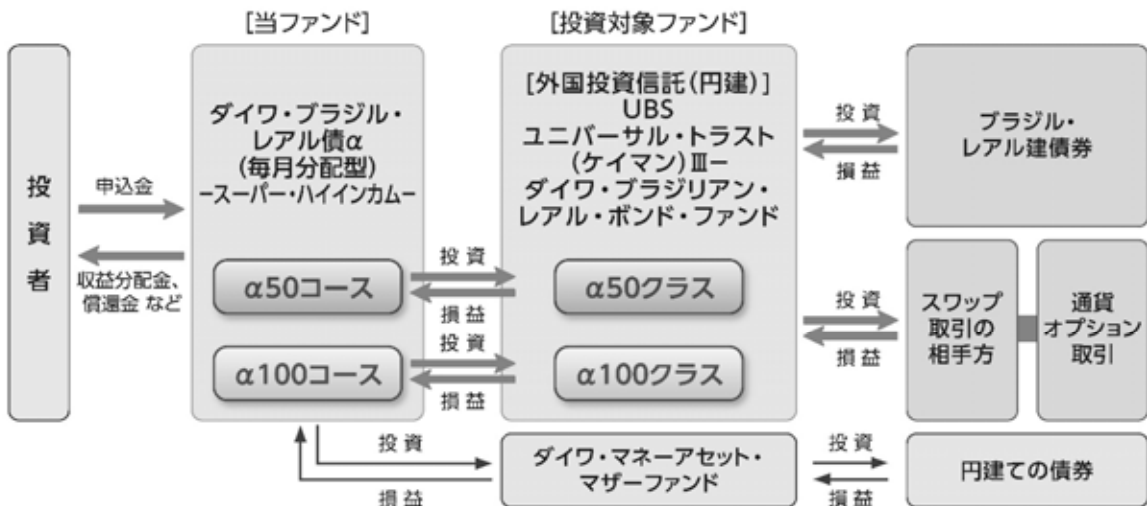 [当ファンド]
[投資対象ファンド]
投資者
申込金
収益分配金、
償還金 など
ダイワ・ブラジル・
レアル債α
(毎月分配型)
−スーパー・ハイインカム−
α50コース
α100コース
投資
損益
投資
損益
[外国投資信託(円建)]
UBS
ユニバーサル・トラスト
(ケイマン)Ⅲ−
ダイワ・ブラジリアン・
レアル・ボンド・ファンド
α50クラス
α100クラス
投資
損益
ブラジル・
レアル建債券
投資
損益
スワップ
取引の
相手方
通貨
オプション
取引
投資
損益
ダイワ・マネーアセット・
マザーファンド
投資
損益
円建ての債券